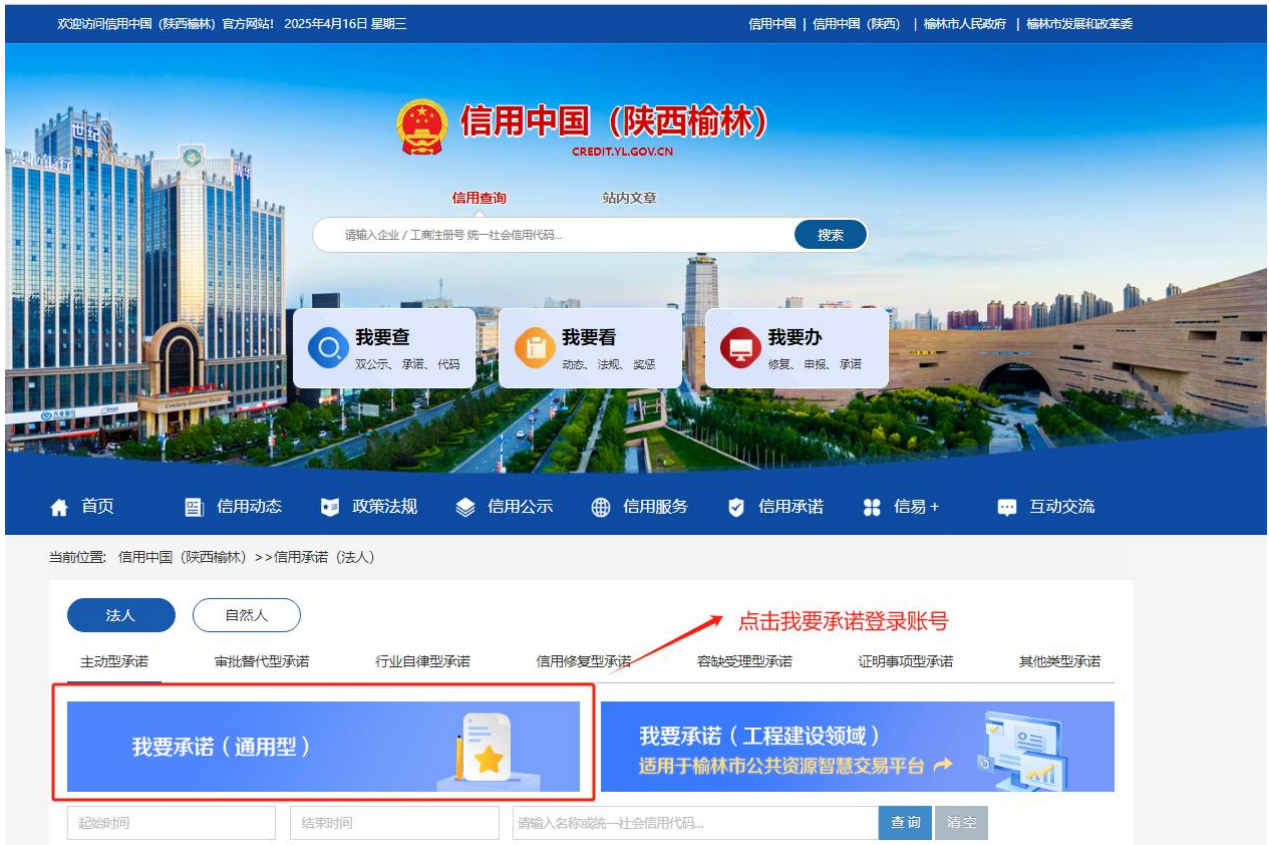 欢迎访问信用中国（陕西榆林）官方网站！ 2025年4月16日 星期三
信用中国 | 信用中国（陕西） | 榆林市人民政府 | 榆林市发展和改革委
信用中国（陕西榆林）
CREDIT.YL.GOV.CN
世纪
兴业银行
信用查询 站内文章
请输入企业 / 工商注册号 统一社会信用代码...
搜索
我要查
双公示、承诺、代码
我要看
动态、法规、奖惩
我要办
修复、申报、承诺
首页 信用动态 政策法规 信用公示 信用服务 信用承诺 信易 + 互动交流
当前位置: 信用中国（陕西榆林）>>信用承诺（法人）
法人 自然人
点击我要承诺登录账号
主动型承诺 审批替代型承诺 行业自律型承诺 信用修复型承诺 容缺受理型承诺 证明事项型承诺 其他类型承诺
我要承诺（通用型）
我要承诺（工程建设领域）
适用于榆林市公共资源智慧交易平台
起始时间 结束时间 请输入名称或统一社会信用代码... 查询 清空